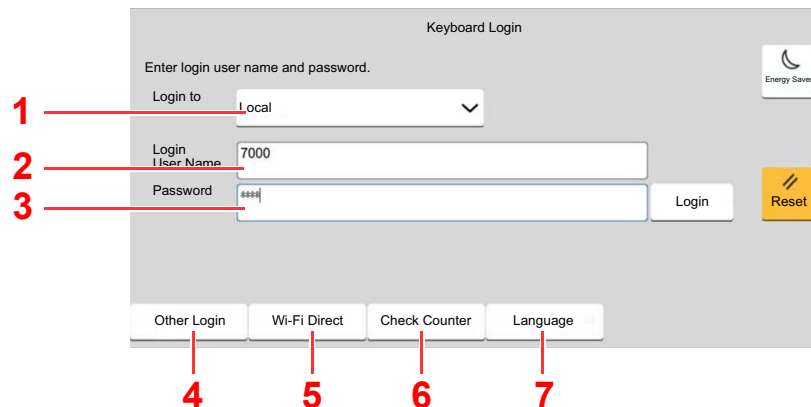 Keyboard Login
Enter login user name and password.
Energy Saver
Login to
1
Local
Login
User Name
2
7000
Password
3
****
Login
Reset
Other Login
Wi-Fi Direct
Check Counter
Language
4
5
6
7